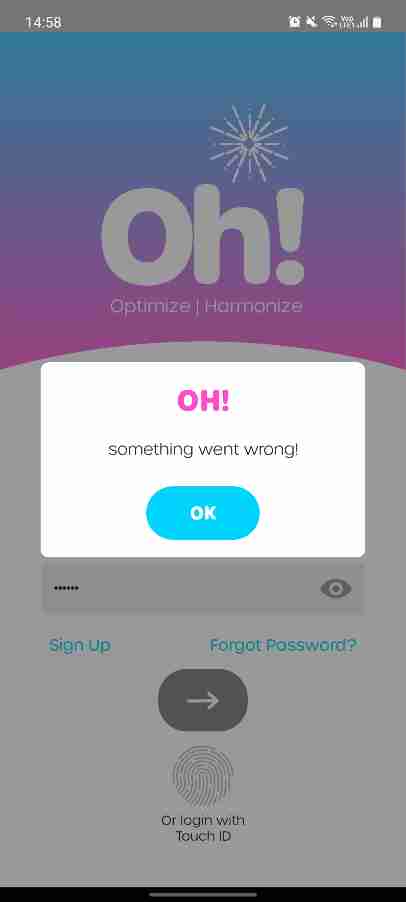 14:58
Oh!
Optimize | Harmonize
OH!
something went wrong!
OK
••••••
Sign Up
Forgot Password?
Or login with
Touch ID